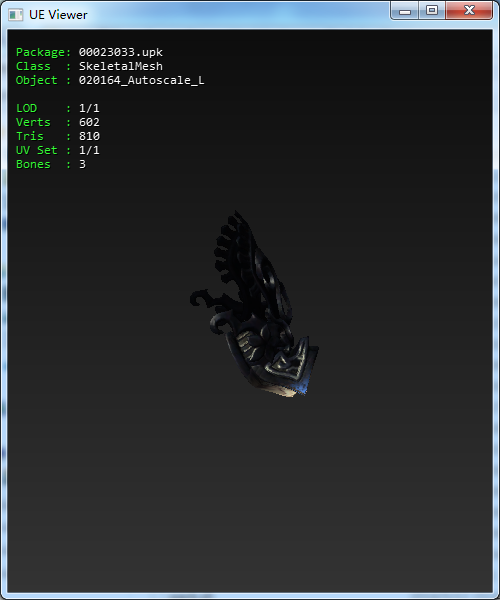 UE Viewer
Package: 00023033.upk
Class : SkeletalMesh
Object : 020164_Autoscale_L
LOD : 1/1
Verts : 602
Tris : 810
UV Set : 1/1
Bones : 3